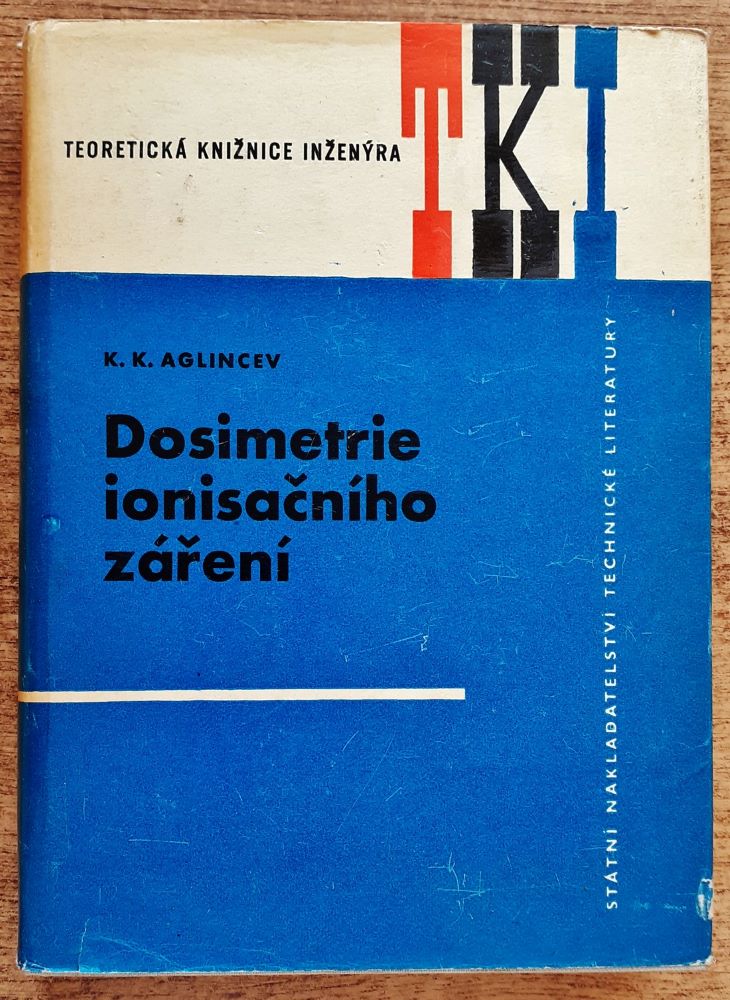 TEORETICKÁ KNIŽNICE INŽENÝRA
TKI
K. K. AGLINCEV
Dosimetrie
ionisačního
záření
STÁTNÍ NAKLADATELSTVÍ TECHNICKÉ LITERATURY